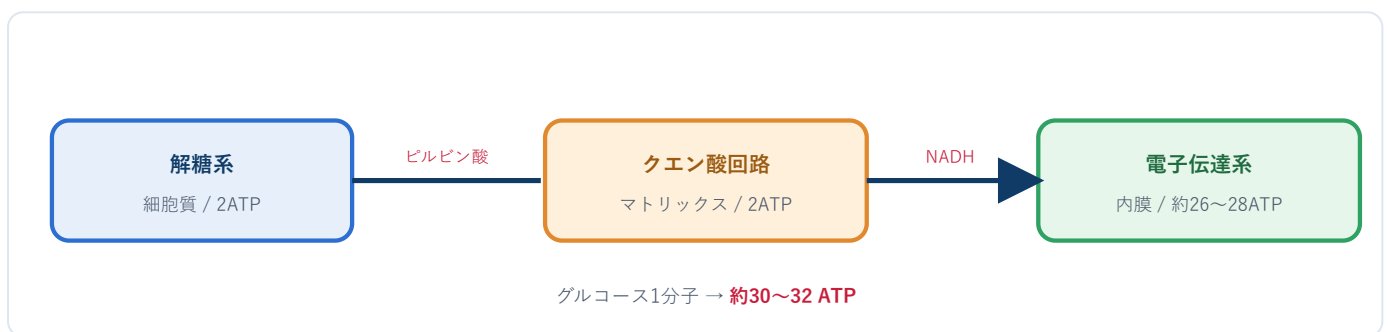 解糖系
細胞質 / 2ATP
ピルビン酸
クエン酸回路
マトリックス / 2ATP
NADH
電子伝達系
内膜 / 約26〜28ATP
グルコース1分子 → 約30〜32 ATP